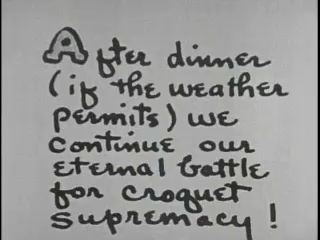 After dinner
(if the weather
permits) we
continue our
eternal battle
for croquet
supremacy !